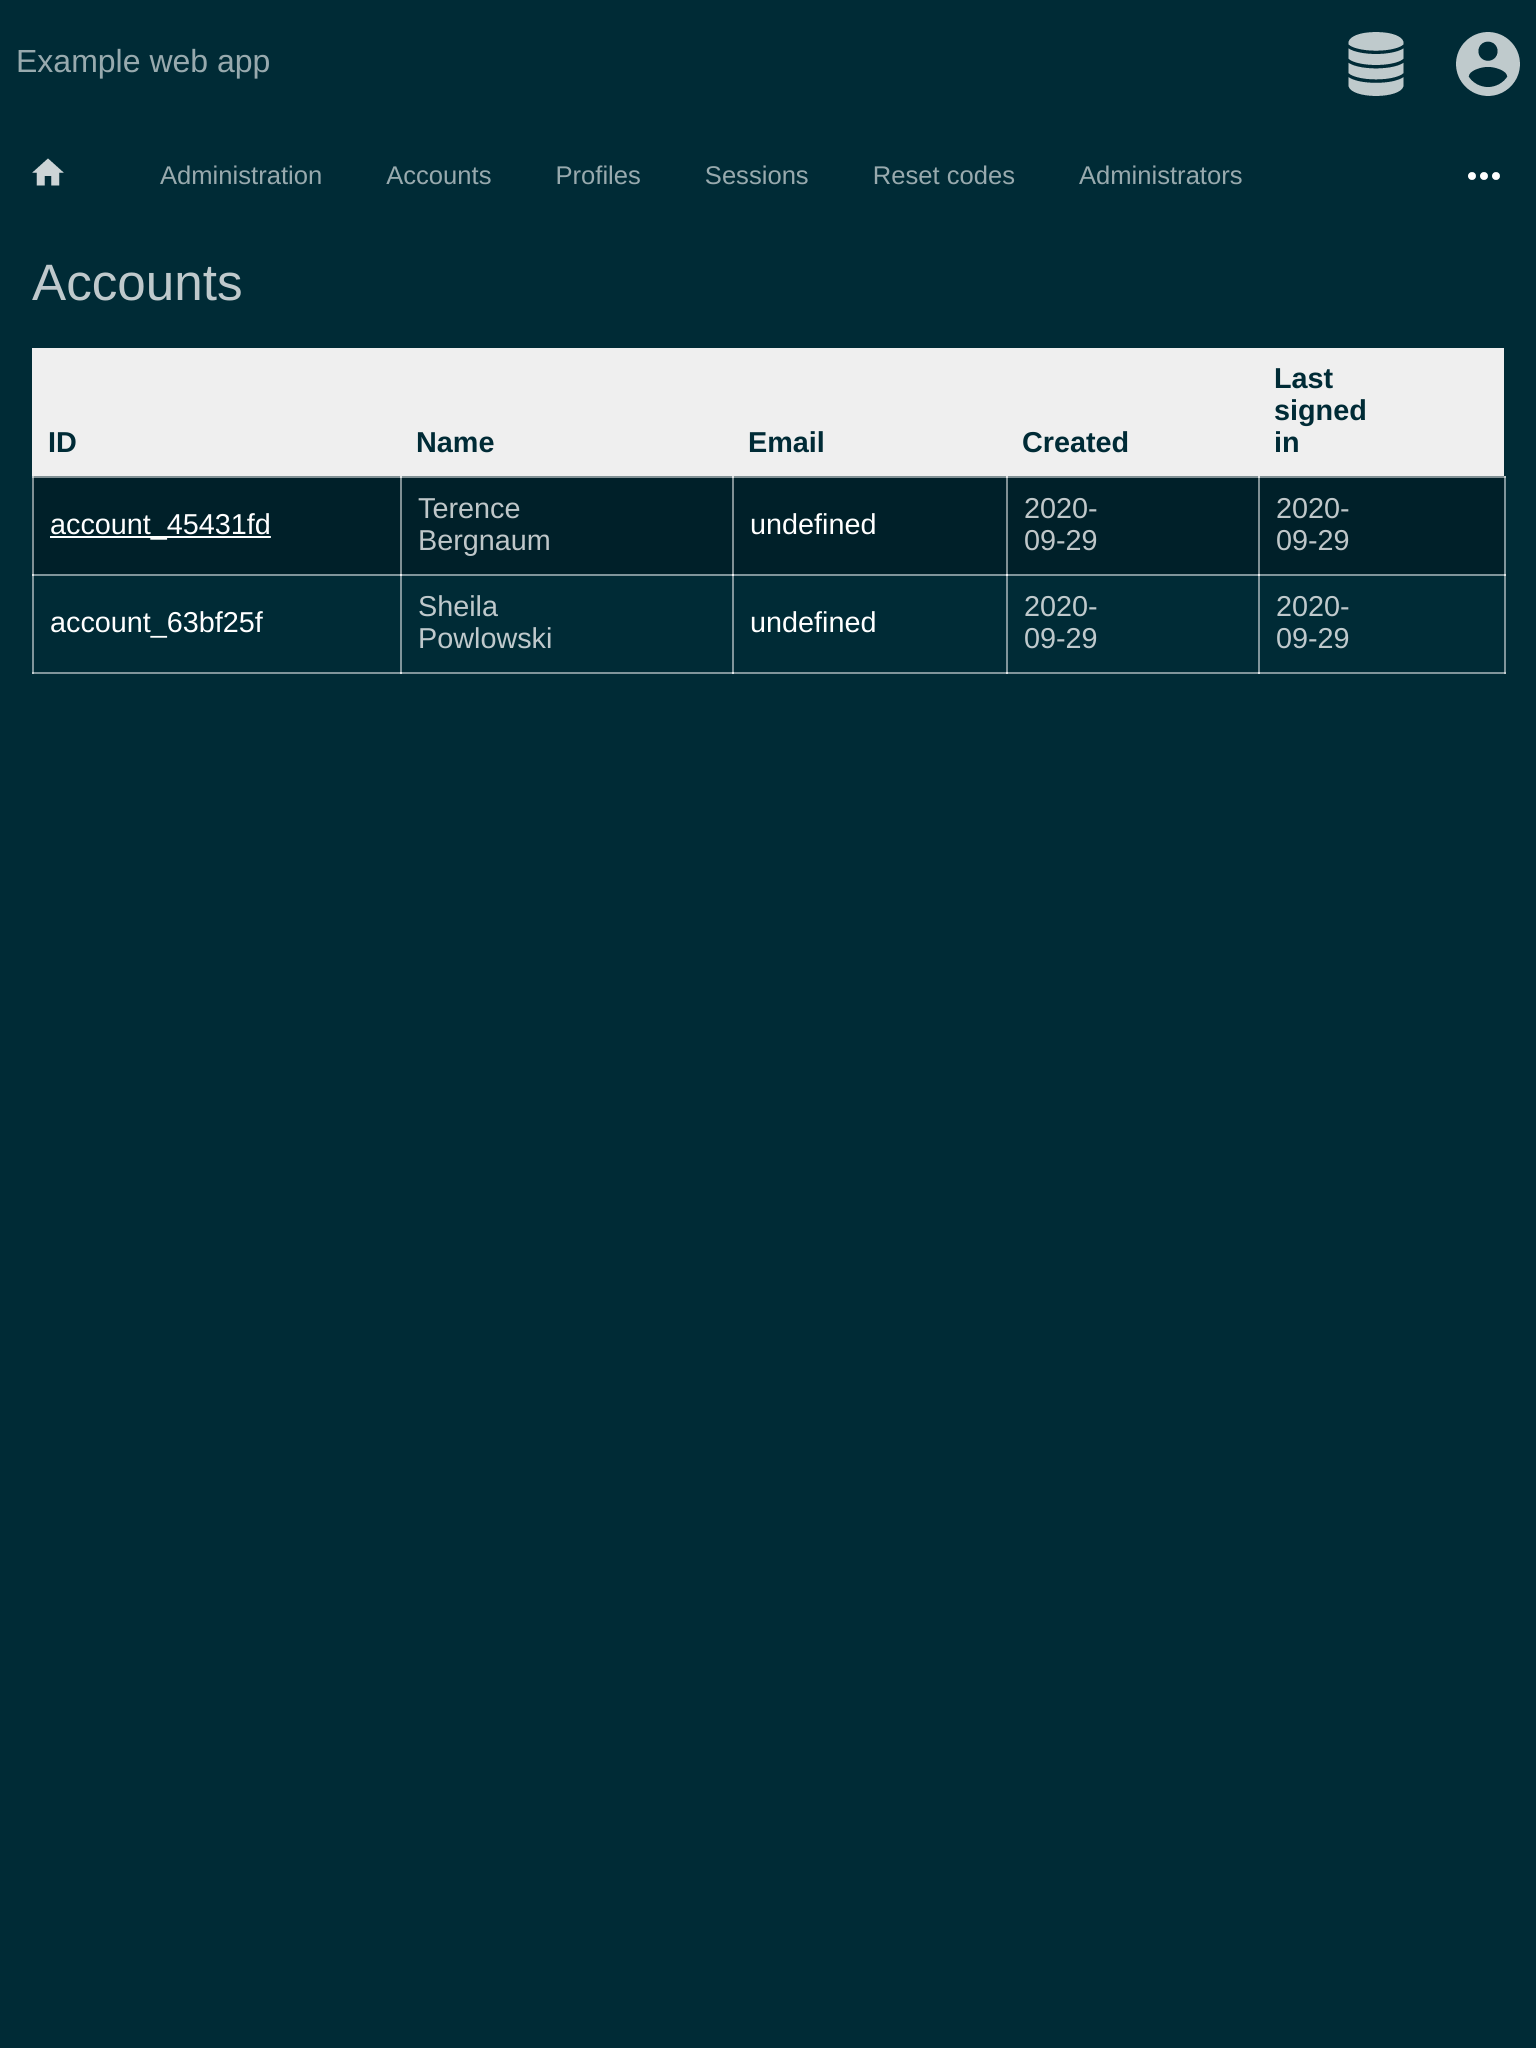 Example web app
Administration Accounts Profiles Sessions Reset codes Administrators
Accounts
ID Name Email Created Last signed in
account_45431fd Terence Bergnaum undefined 2020-09-29 2020-09-29
account_63bf25f Sheila Powlowski undefined 2020-09-29 2020-09-29